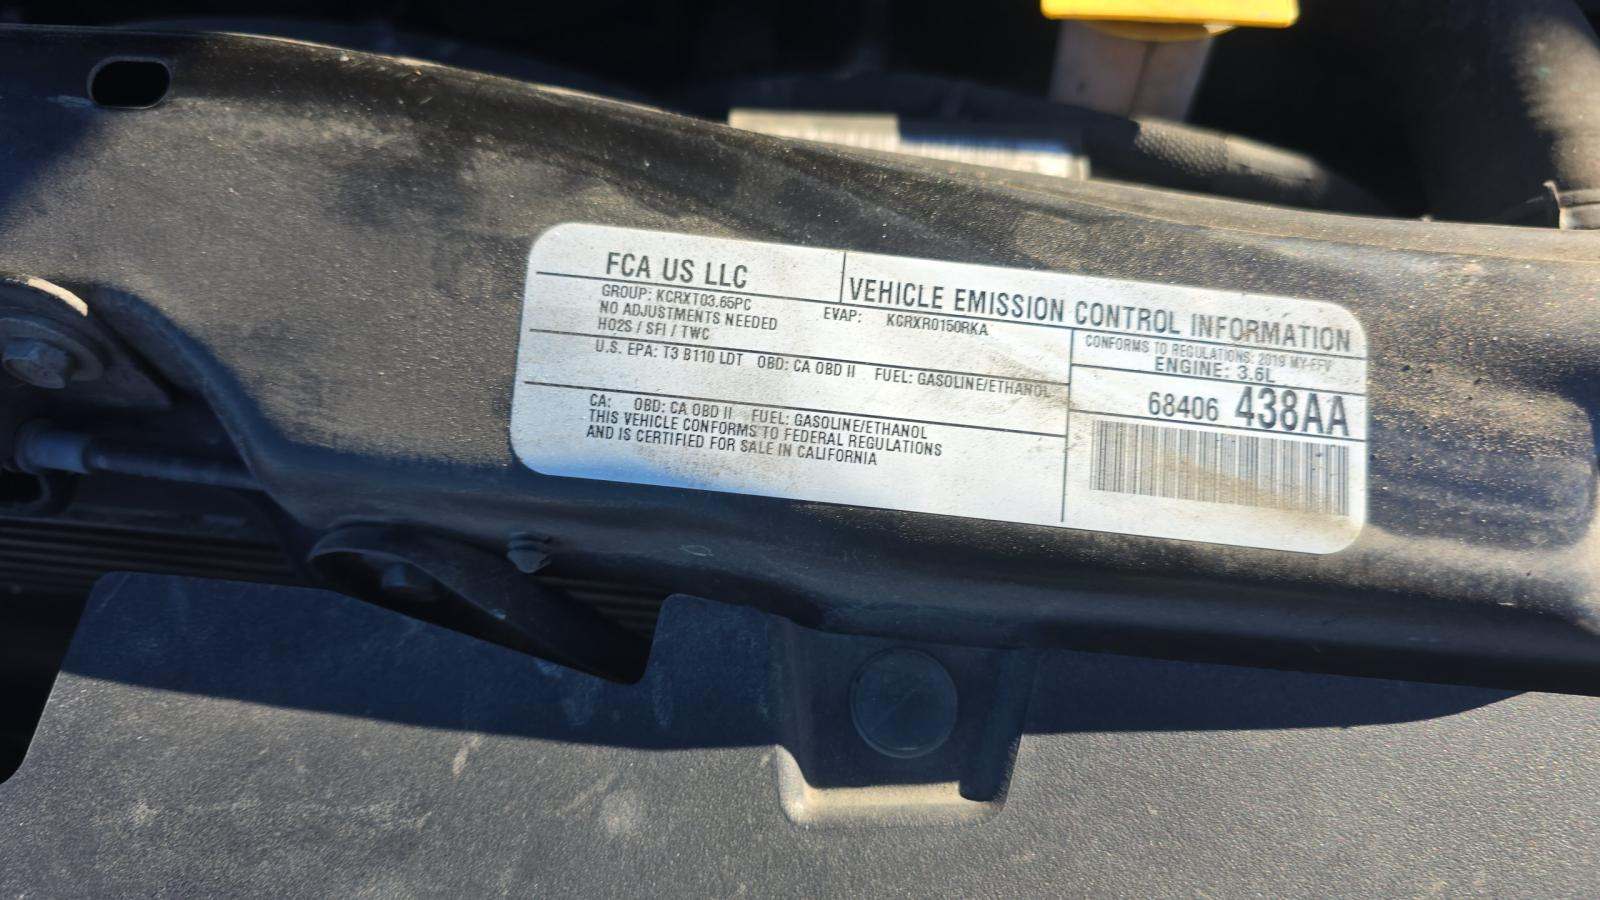 FCA US LLC
VEHICLE EMISSION CONTROL INFORMATION
GROUP: KCRXT03.65PC
EVAP: KCRXR0150RKA
NO ADJUSTMENTS NEEDED
HO2S / SFI / TWC
CONFORMS TO REGULATIONS: 2019 MY-FFV
ENGINE: 3.6L
U.S. EPA: T3 B110 LDT OBD: CA OBD II FUEL: GASOLINE/ETHANOL
68406 438AA
CA: OBD: CA OBD II FUEL: GASOLINE/ETHANOL
THIS VEHICLE CONFORMS TO FEDERAL REGULATIONS
AND IS CERTIFIED FOR SALE IN CALIFORNIA